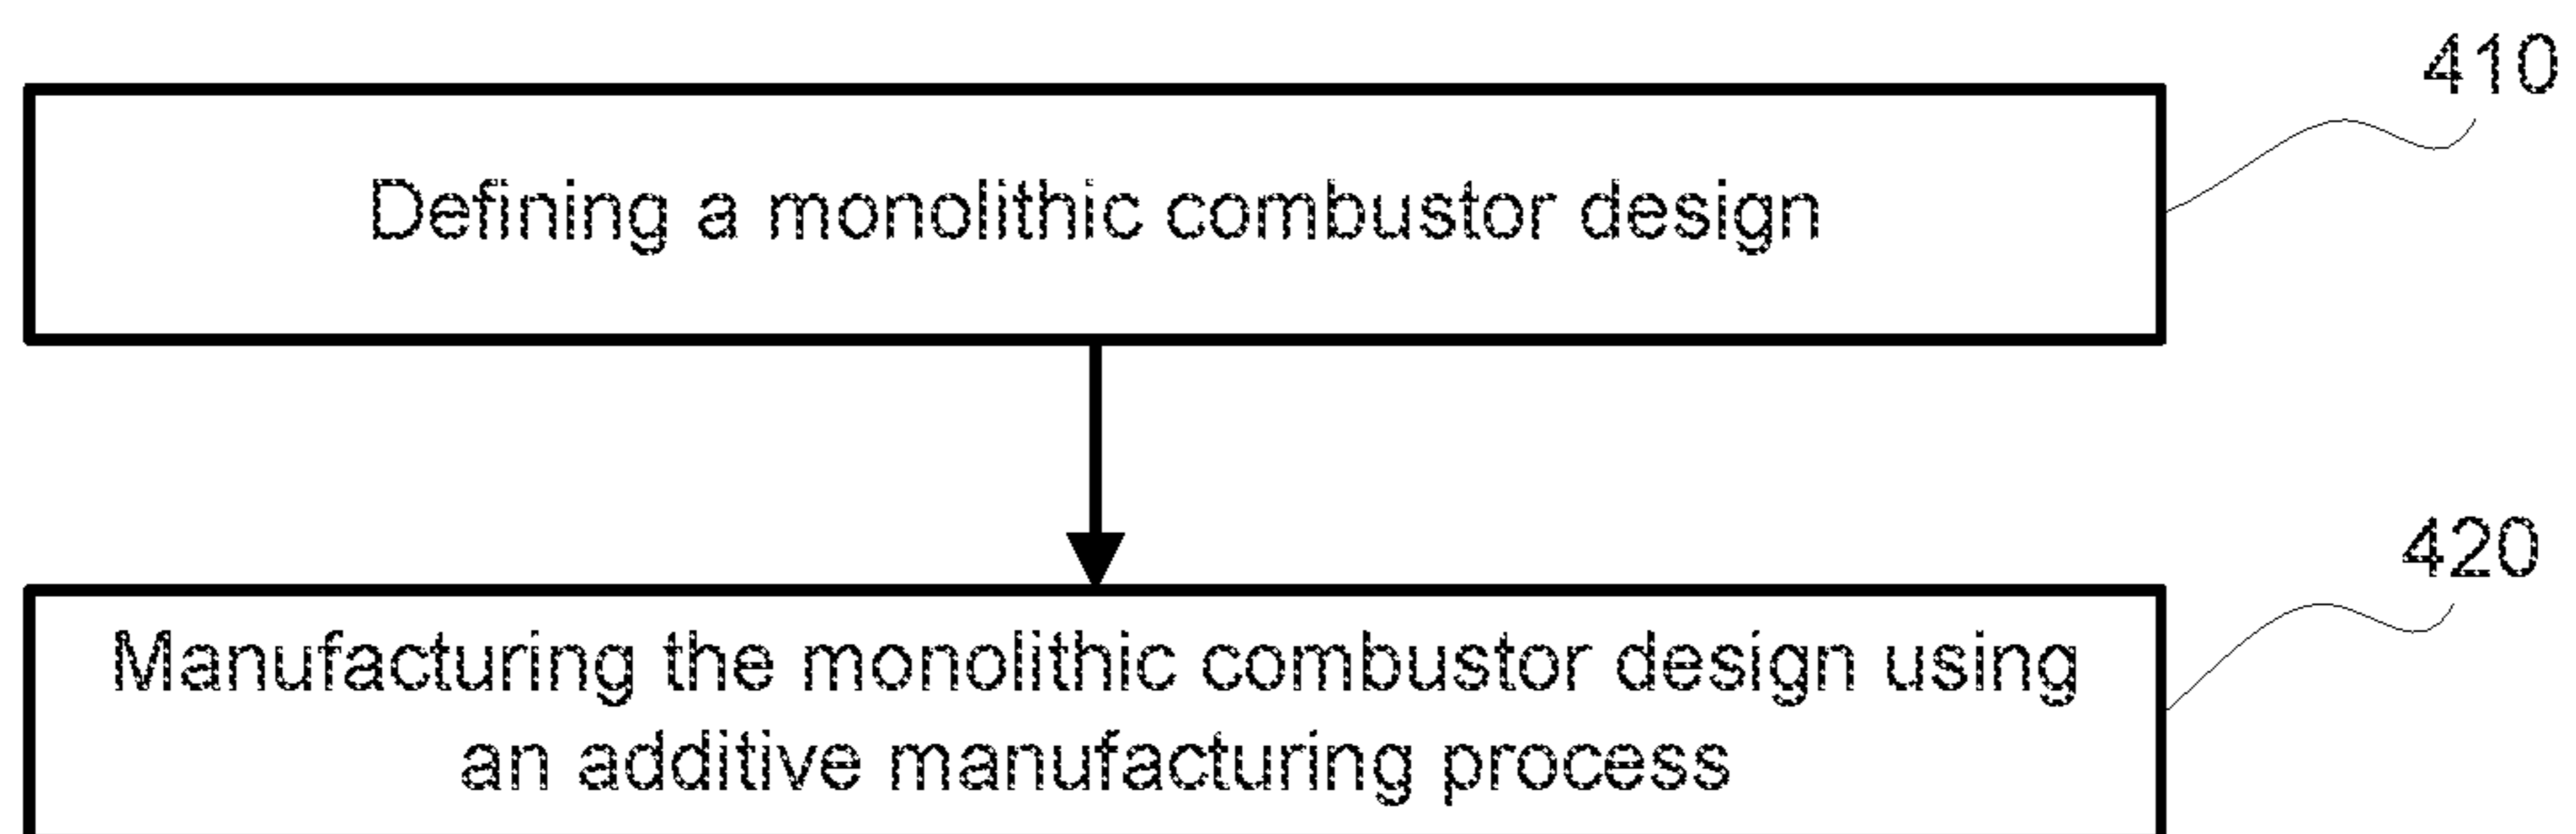 410
Defining a monolithic combustor design
420
Manufacturing the monolithic combustor design using
an additive manufacturing process